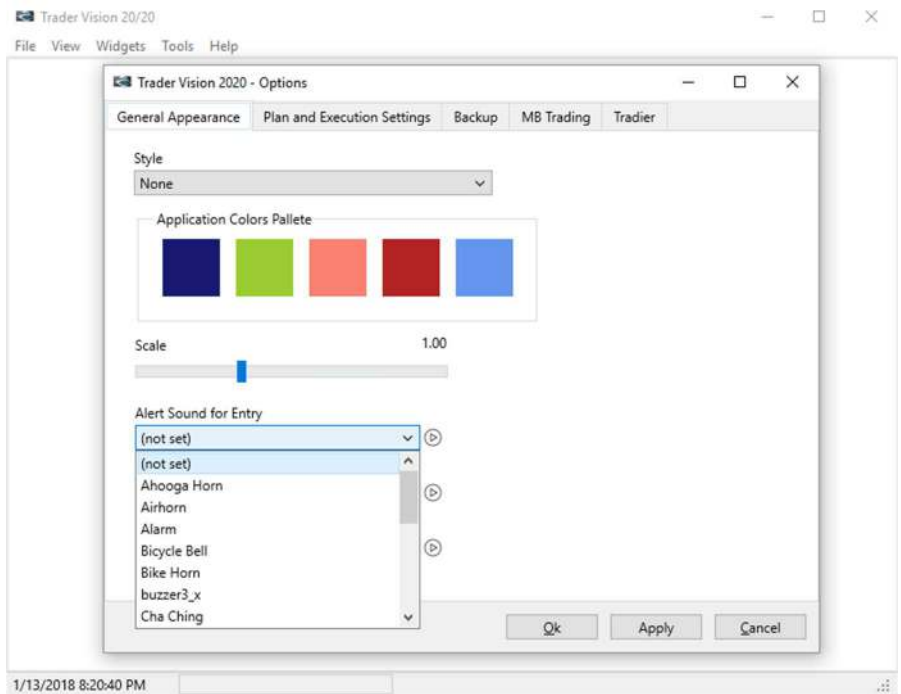 Trader Vision 20/20
File View Widgets Tools Help
Trader Vision 2020 - Options
General Appearance Plan and Execution Settings Backup MB Trading Tradier
Style
None
Application Colors Pallete
Scale 1.00
Alert Sound for Entry
(not set)
(not set)
Ahooga Horn
Airhorn
Alarm
Bicycle Bell
Bike Horn
buzzer3_x
Cha Ching
Ok Apply Cancel
1/13/2018 8:20:40 PM